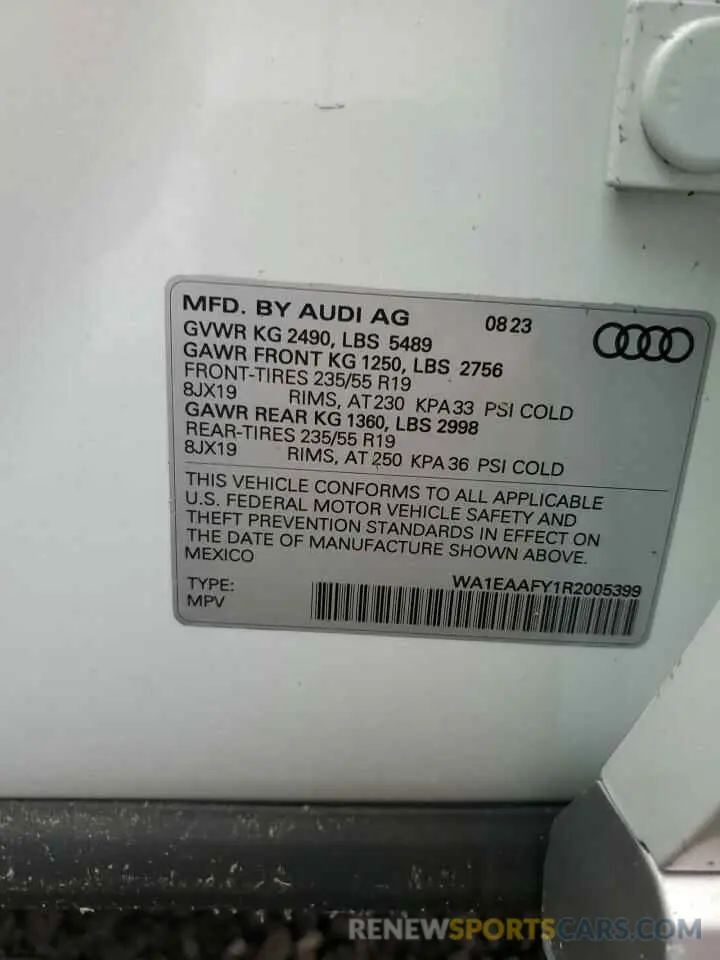 MFD. BY AUDI AG 08 23
GVWR KG 2490, LBS 5489
GAWR FRONT KG 1250, LBS 2756
FRONT-TIRES 235/55 R19
8JX19 RIMS, AT 230 KPA 33 PSI COLD
GAWR REAR KG 1360, LBS 2998
REAR-TIRES 235/55 R19
8JX19 RIMS, AT 250 KPA 36 PSI COLD
THIS VEHICLE CONFORMS TO ALL APPLICABLE
U.S. FEDERAL MOTOR VEHICLE SAFETY AND
THEFT PREVENTION STANDARDS IN EFFECT ON
THE DATE OF MANUFACTURE SHOWN ABOVE.
MEXICO
WA1EAAFY1R2005399
TYPE:
MPV
RENEWSPORTSCARS.COM